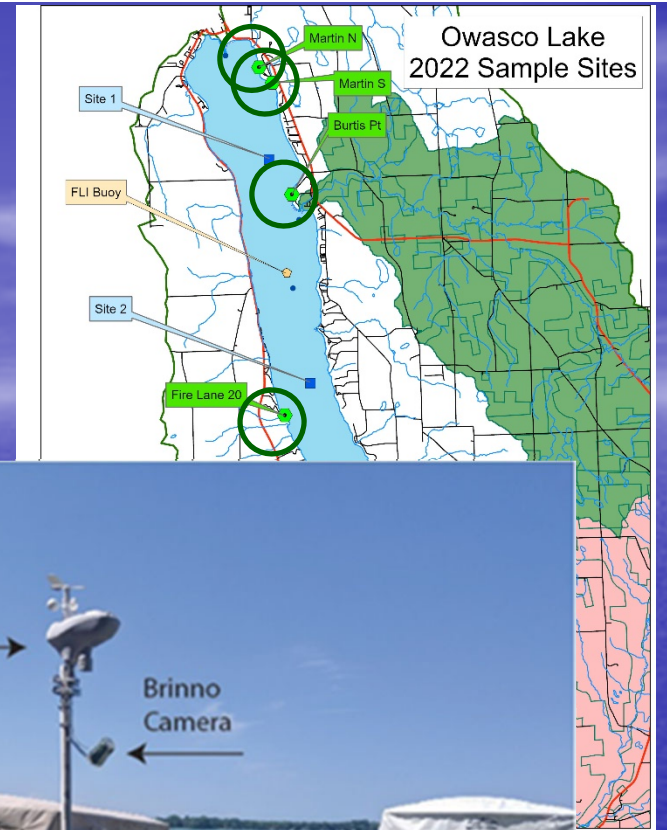 Owasco Lake
2022 Sample Sites
Martin N
Martin S
Site 1
Burtis Pt
FLI Buoy
Site 2
Fire Lane 20
Brinno
Camera